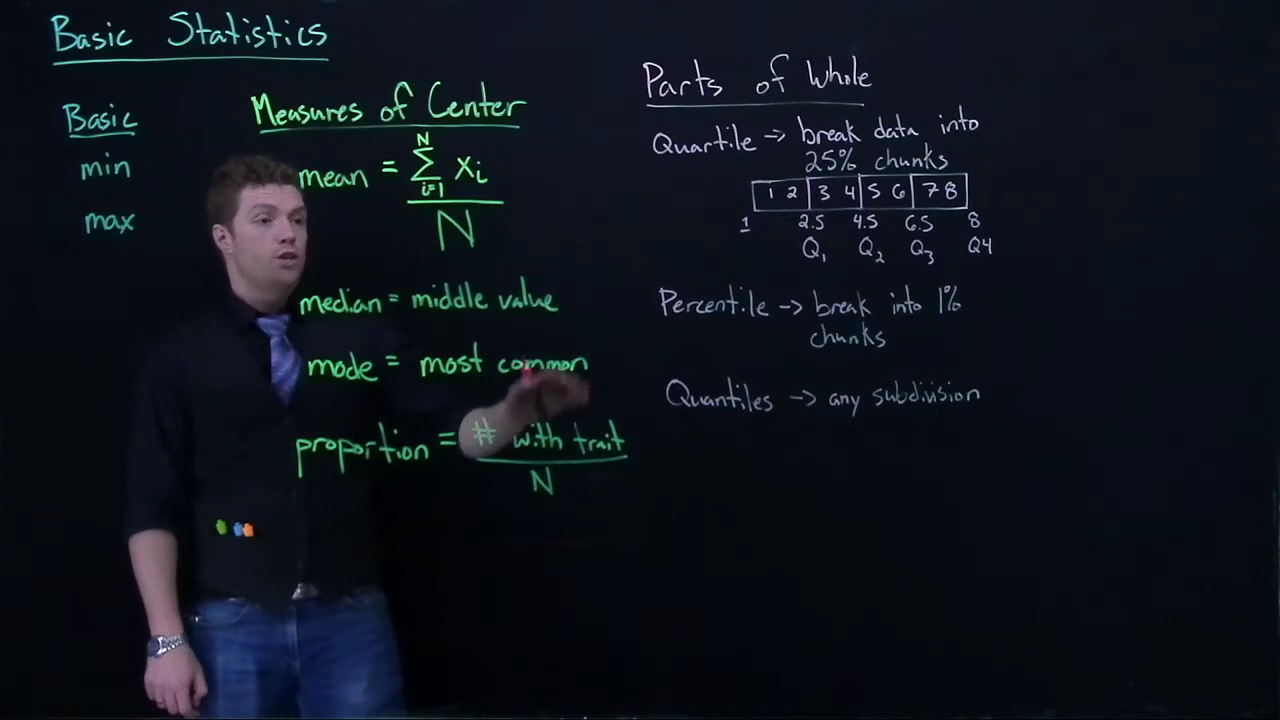 Basic Statistics
Basic
min
max
Measures of Center
mean = N Σ i=1 xi
N
median = middle value
mode = most common
proportion = # with trait
N
Parts of Whole
Quartile -> break data into
25% chunks
1 2 3 4 5 6 7 8
1 2.5 4.5 6.5 8
Q1 Q2 Q3 Q4
Percentile -> break into 1%
chunks
Quantiles -> any subdivision